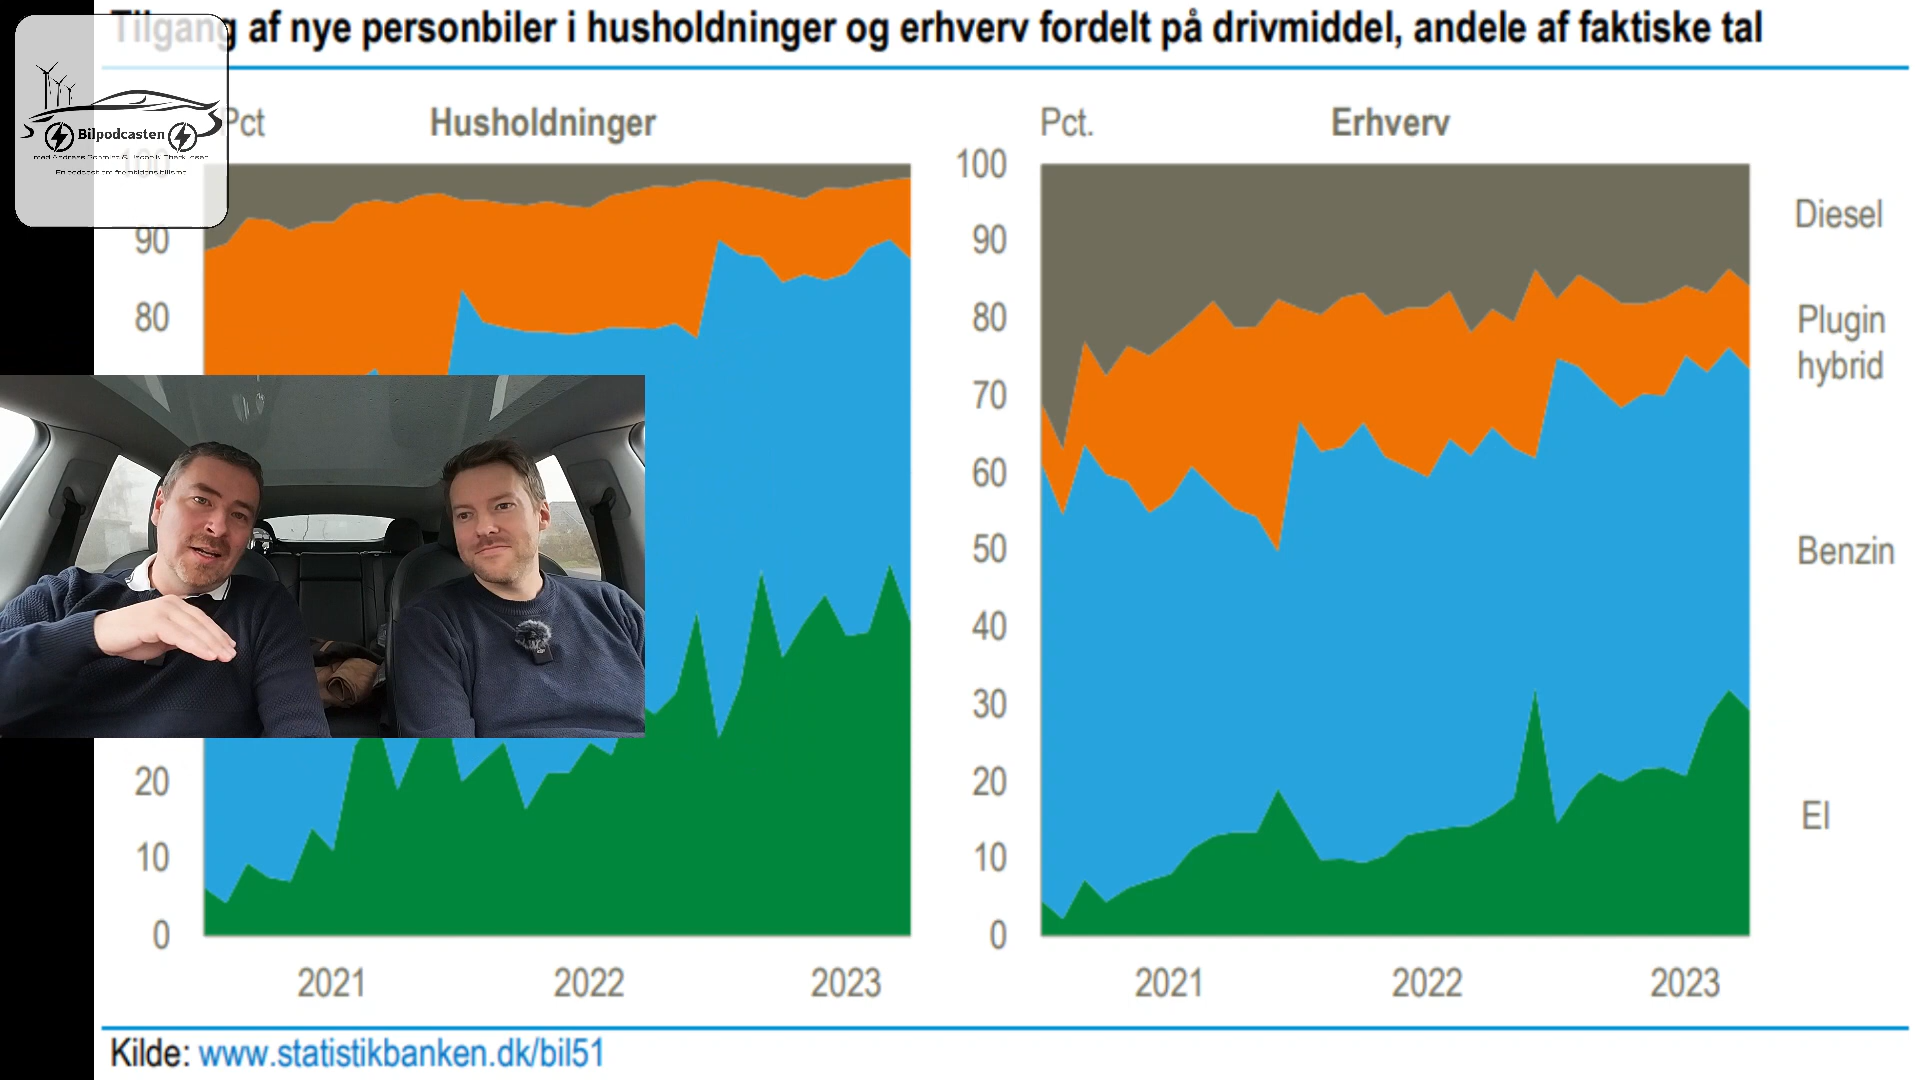 Tilgang af nye personbiler i husholdninger og erhverv fordelt på drivmiddel, andele af faktiske tal
Bilpodcasten
Pct
Husholdninger
100
90
80
20
10
0
2021
2022
2023
Pct.
Erhverv
100
90
80
70
60
50
40
30
20
10
0
2021
2022
2023
Diesel
Plugin
hybrid
Benzin
El
Kilde: www.statistikbanken.dk/bil51